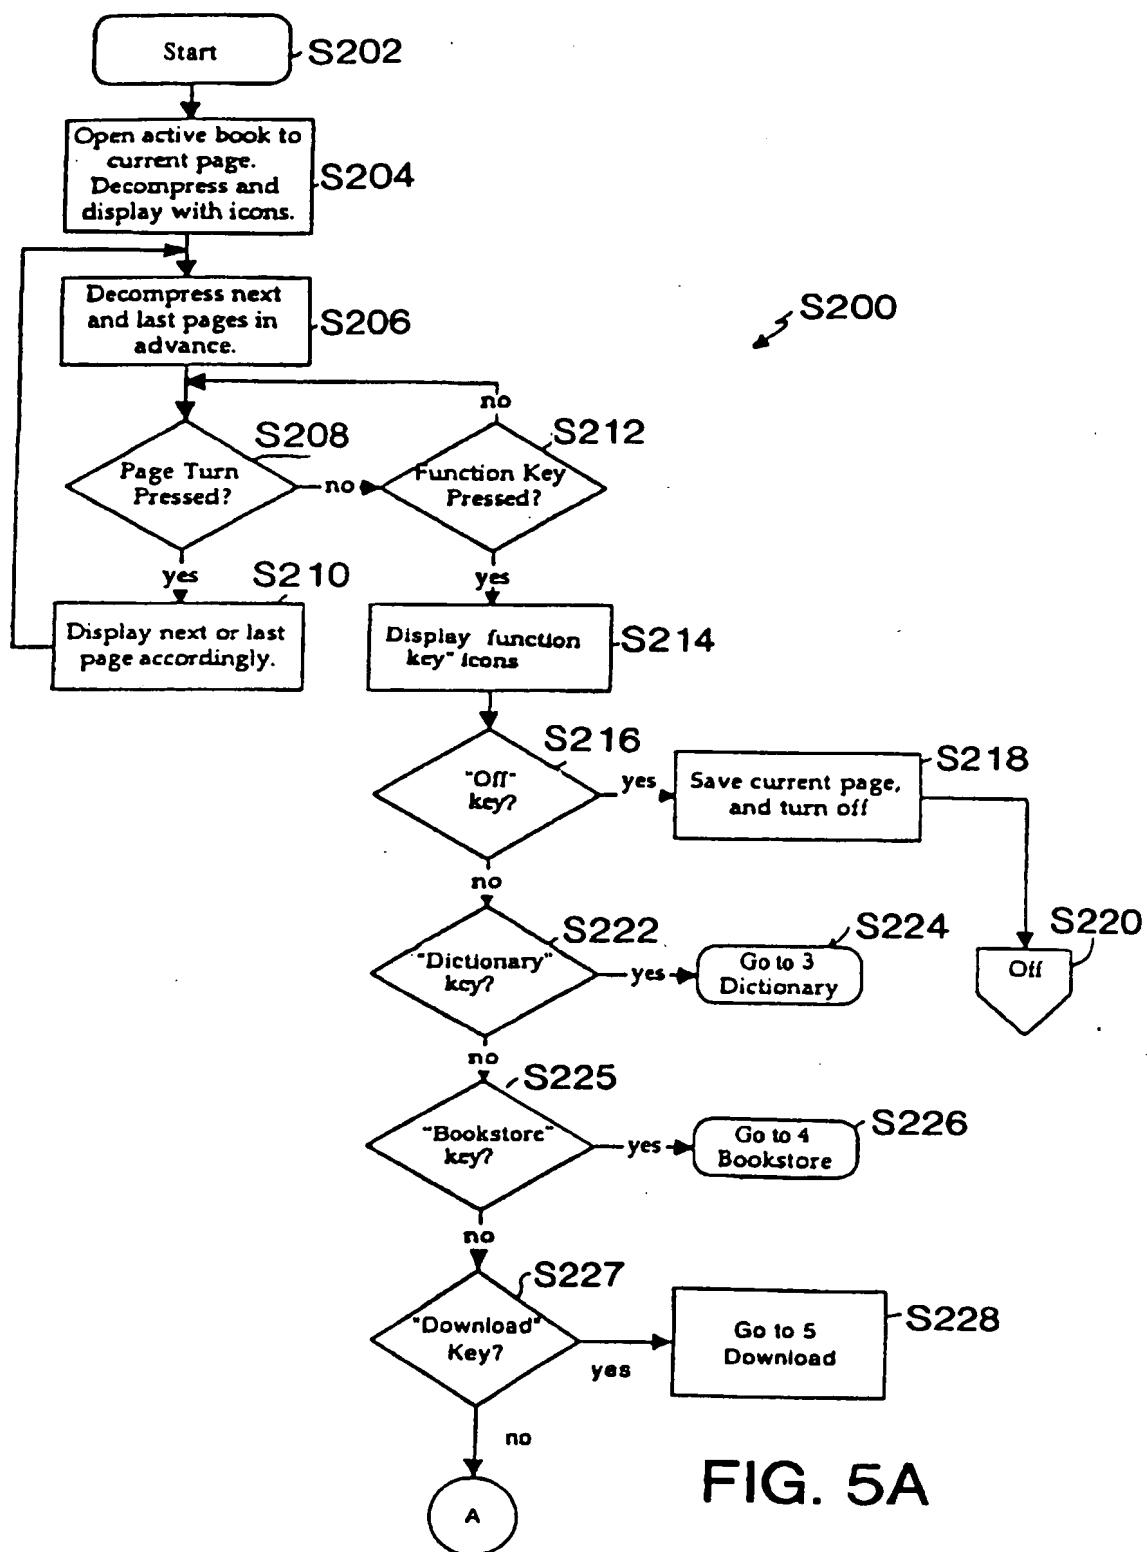 Start
S202
Open active book to
current page.
Decompress and
display with icons.
S204
Decompress next
and last pages in
advance.
S206
S200
no
S208
S212
Page Turn
Pressed?
no
Function Key
Pressed?
yes
S210
yes
Display next or last
page accordingly.
Display function
key" icons
S214
S216
"Off"
key?
yes
Save current page,
and turn off
S218
no
S222
"Dictionary"
key?
yes
Go to 3
Dictionary
S224
S220
Off
no
S225
"Bookstore"
key?
yes
Go to 4
Bookstore
S226
no
S227
"Download"
Key?
yes
Go to 5
Download
S228
no
A
FIG. 5A